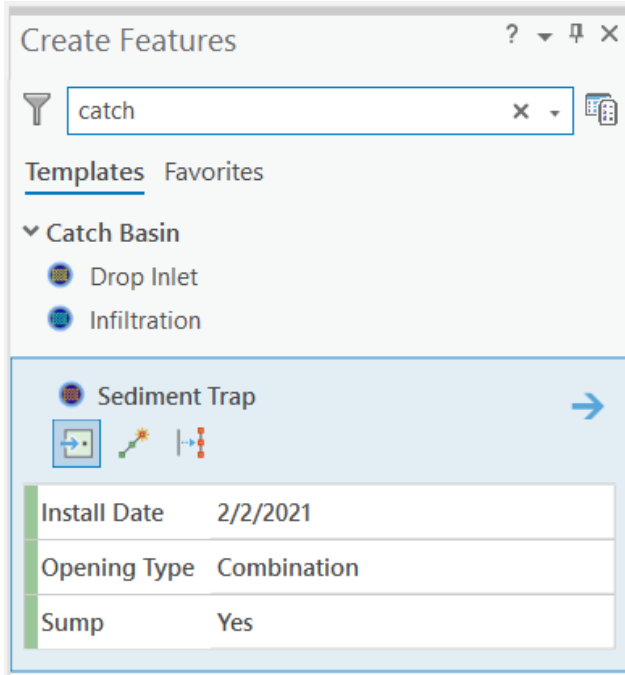 Create Features
?
catch
Templates Favorites
Catch Basin
Drop Inlet
Infiltration
Sediment Trap
Install Date 2/2/2021
Opening Type Combination
Sump Yes